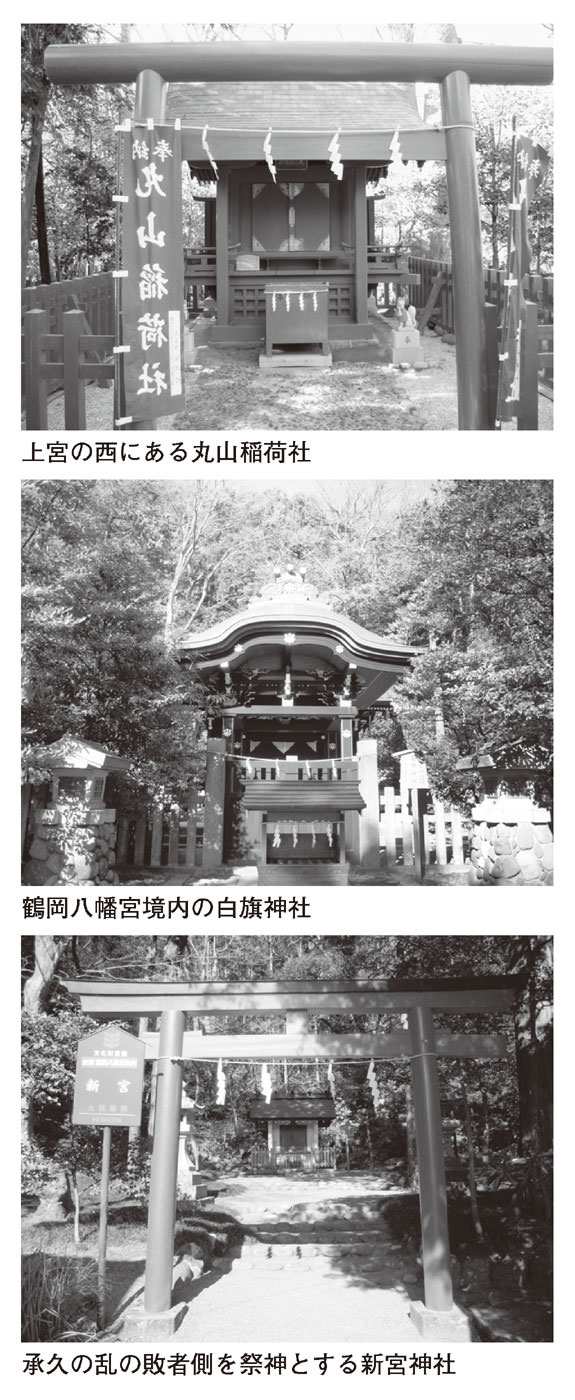 奉納
丸山稲荷社
上宮の西にある丸山稲荷社
鶴岡八幡宮境内の白旗神社
新宮
承久の乱の敗者側を祭神とする新宮神社